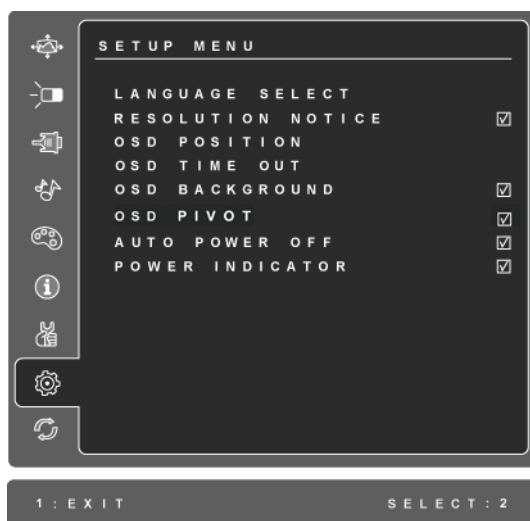 SETUP MENU
LANGUAGE SELECT
RESOLUTION NOTICE
OSD POSITION
OSD TIME OUT
OSD BACKGROUND
OSD PIVOT
AUTO POWER OFF
POWER INDICATOR
1:EXIT SELECT:2